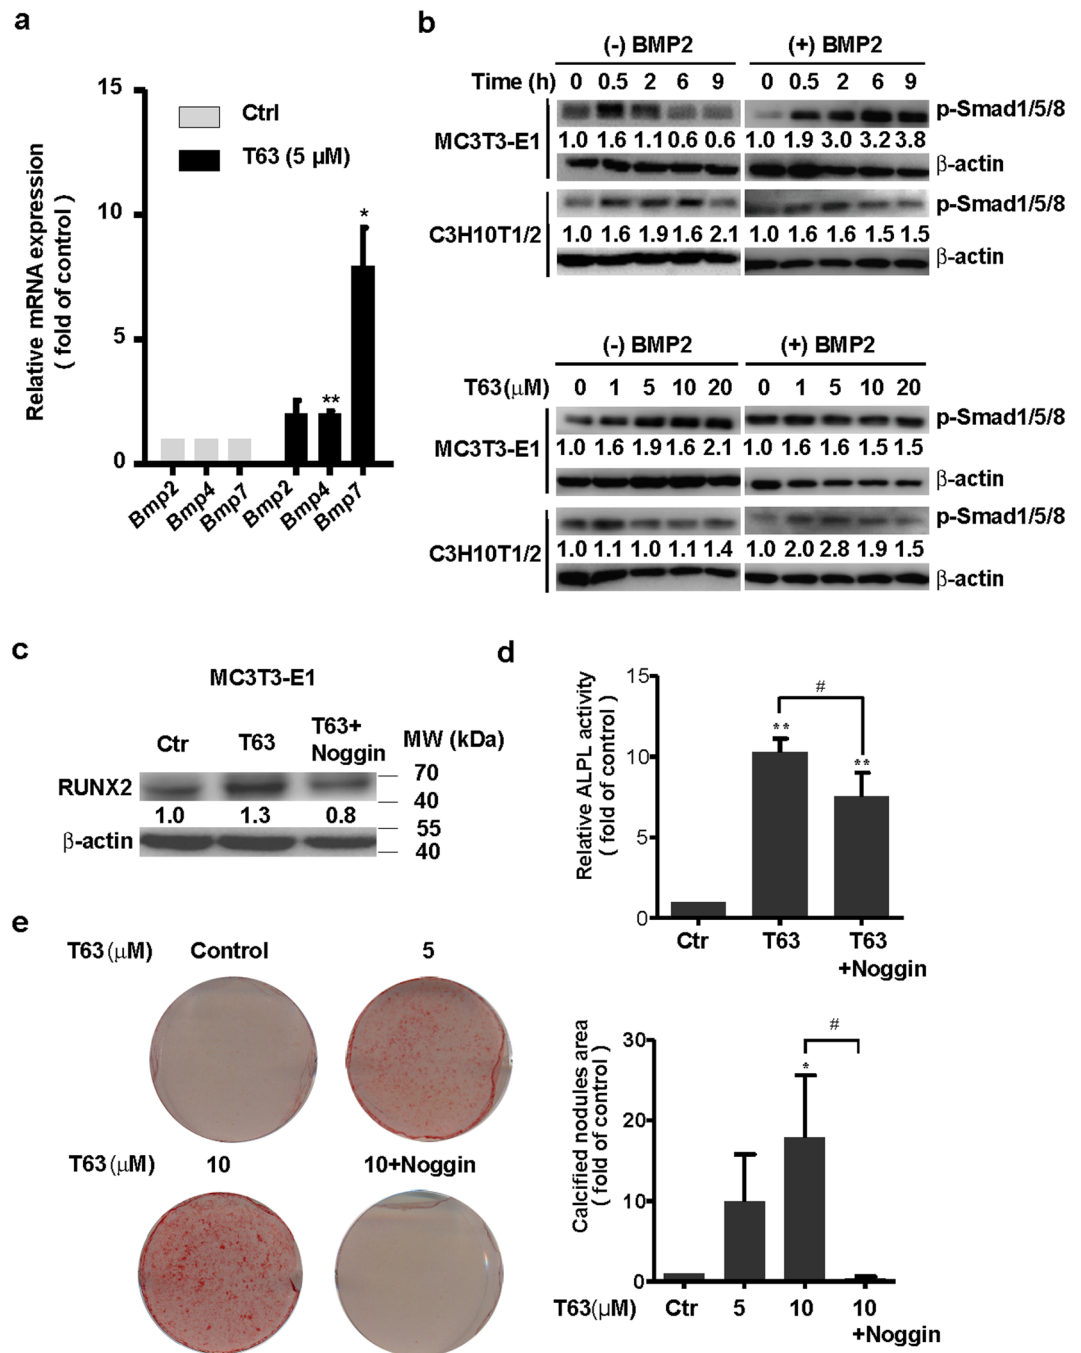 a
Relative mRNA expression
( fold of control )
15
10
5
0
Ctrl
T63 (5 µM)
**
*
Bmp2 Bmp4 Bmp7 Bmp2 Bmp4 Bmp7
b
(-) BMP2 (+) BMP2
Time (h) 0 0.5 2 6 9 0 0.5 2 6 9
p-Smad1/5/8
MC3T3-E1
1.0 1.6 1.1 0.6 0.6 1.0 1.9 3.0 3.2 3.8
β-actin
p-Smad1/5/8
C3H10T1/2
1.0 1.6 1.9 1.6 2.1 1.0 1.6 1.6 1.5 1.5
β-actin
(-) BMP2 (+) BMP2
T63(µM) 0 1 5 10 20 0 1 5 10 20
p-Smad1/5/8
MC3T3-E1
1.0 1.6 1.9 1.6 2.1 1.0 1.6 1.6 1.5 1.5
β-actin
p-Smad1/5/8
C3H10T1/2
1.0 1.1 1.0 1.1 1.4 1.0 2.0 2.8 1.9 1.5
β-actin
c
MC3T3-E1
Ctr T63 T63+
Noggin
MW (kDa)
RUNX2
70
40
1.0 1.3 0.8
β-actin
55
40
d
Relative ALPL activity
( fold of control )
15
10
5
0
#
**
**
Ctr T63 T63
+Noggin
e
T63(µM) Control 5
T63(µM) 10 10+Noggin
Calcified nodules area
( fold of control )
30
20
10
0
#
*
T63(µM) Ctr 5 10 10
+Noggin